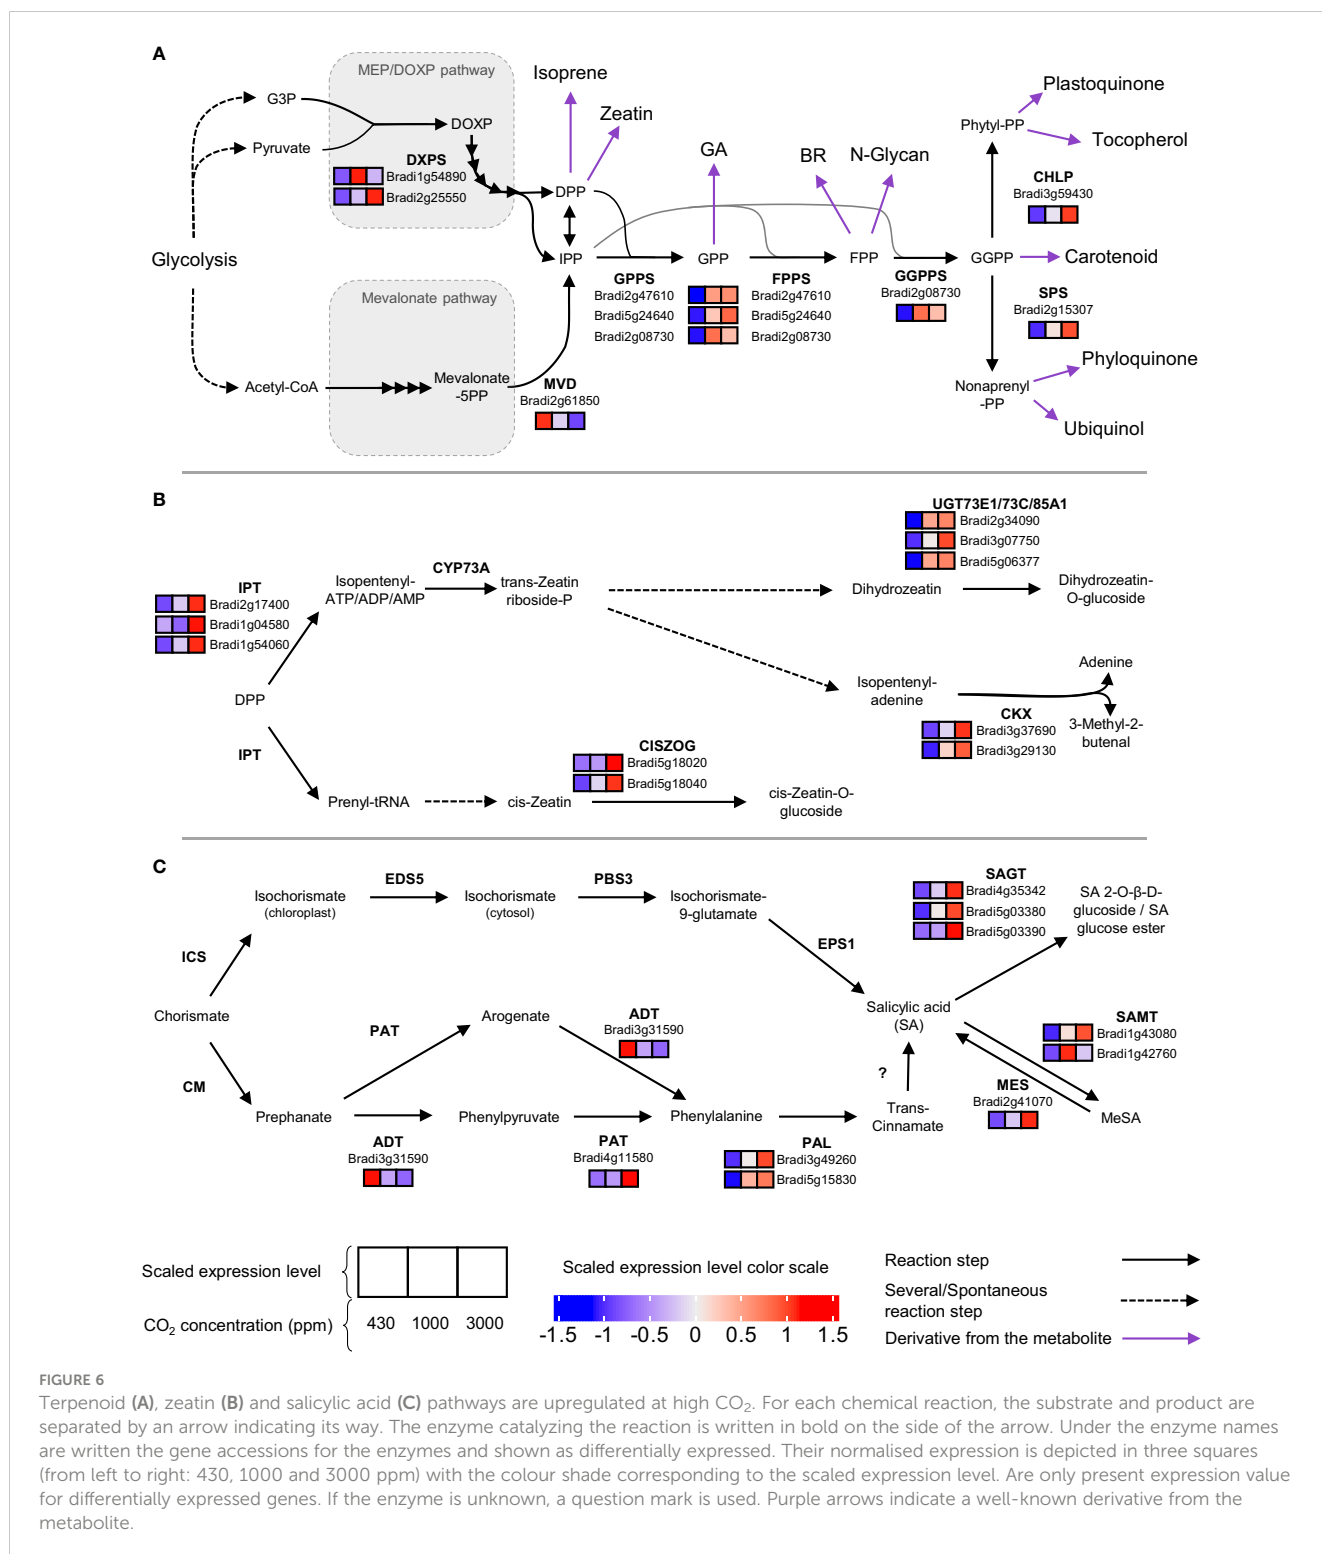 A
MEP/DOXP pathway
Isoprene
Zeatin
G3P
DOXP
Pyruvate
DXPS
Bradi1g54890
Bradi2g25550
DPP
GA
BR
N-Glycan
Plastoquinone
Phytyl-PP
Tocopherol
CHLP
Bradi3g59430
Glycolysis
IPP
GPP
FPP
GGPP
Carotenoid
GPPS
Bradi2g47610
Bradi5g24640
Bradi2g08730
FPPS
Bradi2g47610
Bradi5g24640
Bradi2g08730
GGPPS
Bradi2g08730
SPS
Bradi2g15307
Mevalonate pathway
Acetyl-CoA
Mevalonate
-5PP
MVD
Bradi2g61850
Phyloquinone
Nonaprenyl
-PP
Ubiquinol
B
UGT73E1/73C/85A1
Bradi2g34090
Bradi3g07750
Bradi5g06377
IPT
Bradi2g17400
Bradi1g04580
Bradi1g54060
Isopentenyl-
ATP/ADP/AMP
CYP73A
trans-Zeatin
riboside-P
Dihydrozeatin
Dihydrozeatin-
O-glucoside
DPP
Isopentenyl-
adenine
Adenine
3-Methyl-2-
butenal
CKX
Bradi3g37690
Bradi3g29130
IPT
CISZOG
Bradi5g18020
Bradi5g18040
Prenyl-tRNA
cis-Zeatin
cis-Zeatin-O-
glucoside
C
Isochorismate
(chloroplast)
EDS5
Isochorismate
(cytosol)
PBS3
Isochorismate-
9-glutamate
SAGT
Bradi4g35342
Bradi5g03380
Bradi5g03390
SA 2-O-β-D-
glucoside / SA
glucose ester
ICS
EPS1
Chorismate
Salicylic acid
(SA)
PAT
Arogenate
ADT
Bradi3g31590
SAMT
Bradi1g43080
Bradi1g42760
CM
?
MES
Bradi2g41070
Prephanate
Phenylpyruvate
Phenylalanine
Trans-
Cinnamate
MeSA
ADT
Bradi3g31590
PAT
Bradi4g11580
PAL
Bradi3g49260
Bradi5g15830
Scaled expression level
CO₂ concentration (ppm)
430 1000 3000
Scaled expression level color scale
-1.5 -1 -0.5 0 0.5 1 1.5
Reaction step
Several/Spontaneous
reaction step
Derivative from the metabolite
FIGURE 6
Terpenoid (A), zeatin (B) and salicylic acid (C) pathways are upregulated at high CO₂. For each chemical reaction, the substrate and product are
separated by an arrow indicating its way. The enzyme catalyzing the reaction is written in bold on the side of the arrow. Under the enzyme names
are written the gene accessions for the enzymes and shown as differentially expressed. Their normalised expression is depicted in three squares
(from left to right: 430, 1000 and 3000 ppm) with the colour shade corresponding to the scaled expression level. Are only present expression value
for differentially expressed genes. If the enzyme is unknown, a question mark is used. Purple arrows indicate a well-known derivative from the
metabolite.